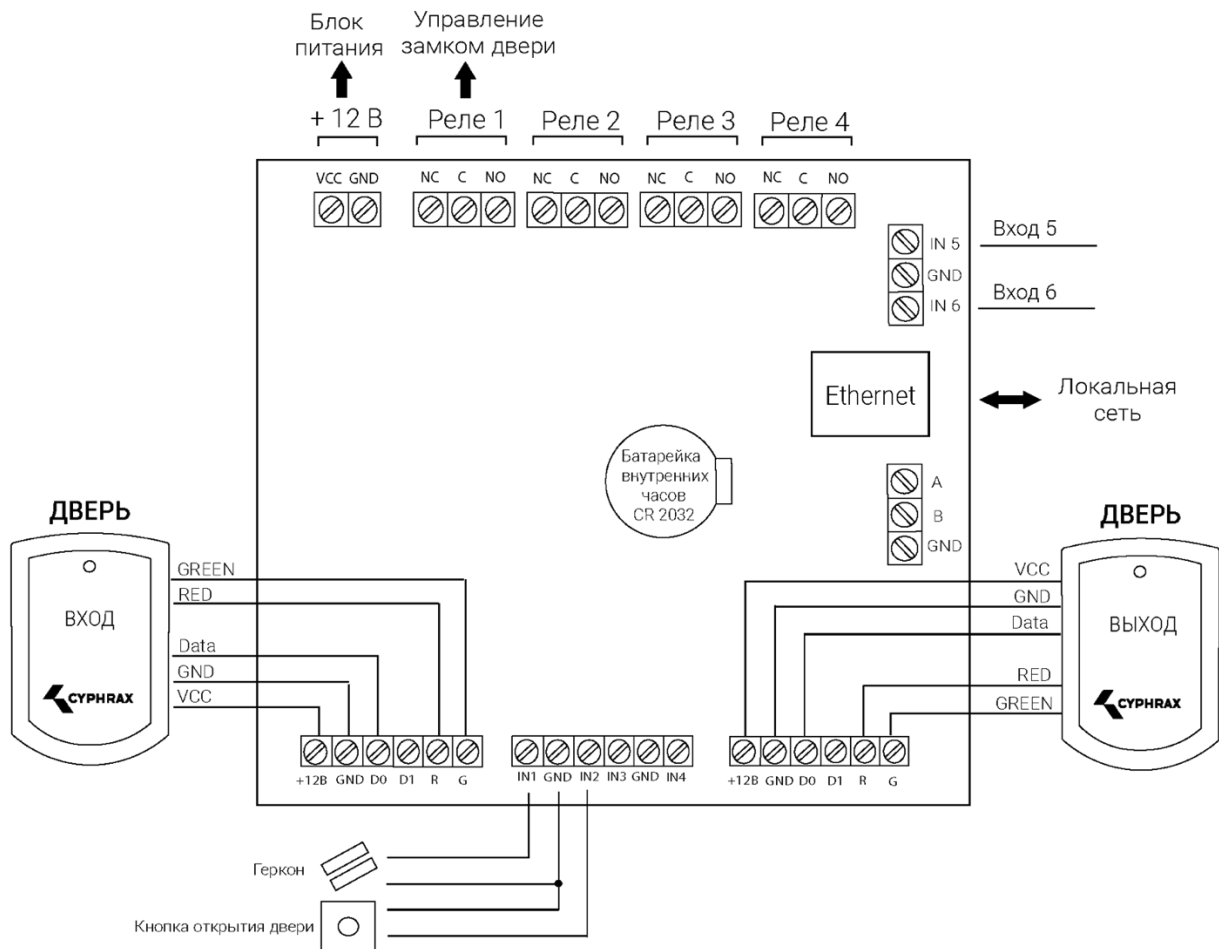 Блок
питания
Управление
замком двери
+ 12 В
Реле 1
Реле 2
Реле 3
Реле 4
VCC GND
NC C NO
NC C NO
NC C NO
NC C NO
IN 5
GND
IN 6
Вход 5
Вход 6
Ethernet
Локальная
сеть
Батарейка
внутренних
часов
CR 2032
A
B
GND
ДВЕРЬ
ВХОД
CYPHRAX
GREEN
RED
Data
GND
VCC
ДВЕРЬ
ВЫХОД
CYPHRAX
VCC
GND
Data
RED
GREEN
+12В GND D0 D1 R G
IN1 GND IN2 IN3 GND IN4
+12В GND D0 D1 R G
Геркон
Кнопка открытия двери